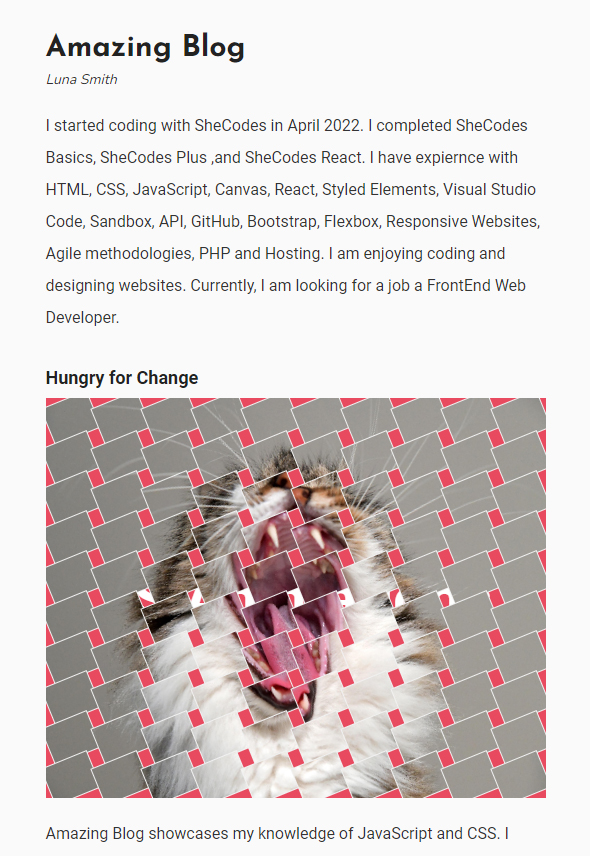 Amazing Blog
Luna Smith
I started coding with SheCodes in April 2022. I completed SheCodes
Basics, SheCodes Plus ,and SheCodes React. I have expiernce with
HTML, CSS, JavaScript, Canvas, React, Styled Elements, Visual Studio
Code, Sandbox, API, GitHub, Bootstrap, Flexbox, Responsive Websites,
Agile methodologies, PHP and Hosting. I am enjoying coding and
designing websites. Currently, I am looking for a job a FrontEnd Web
Developer.
Hungry for Change
Amazing Blog showcases my knowledge of JavaScript and CSS. I